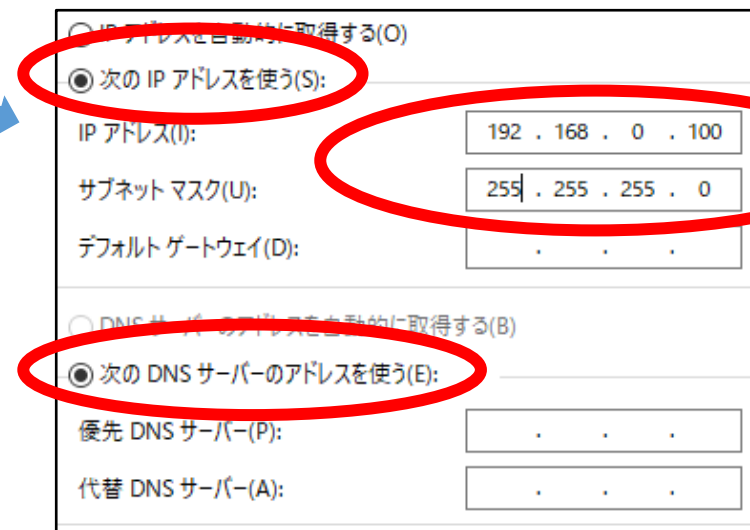 IP アドレスを自動的に取得する(O)
次の IP アドレスを使う(S):
IP アドレス(I):
192 . 168 . 0 . 100
サブネット マスク(U):
255 . 255 . 255 . 0
デフォルト ゲートウェイ(D):
. . .
DNS サーバーのアドレスを自動的に取得する(B)
次の DNS サーバーのアドレスを使う(E):
優先 DNS サーバー(P):
. . .
代替 DNS サーバー(A):
. . .